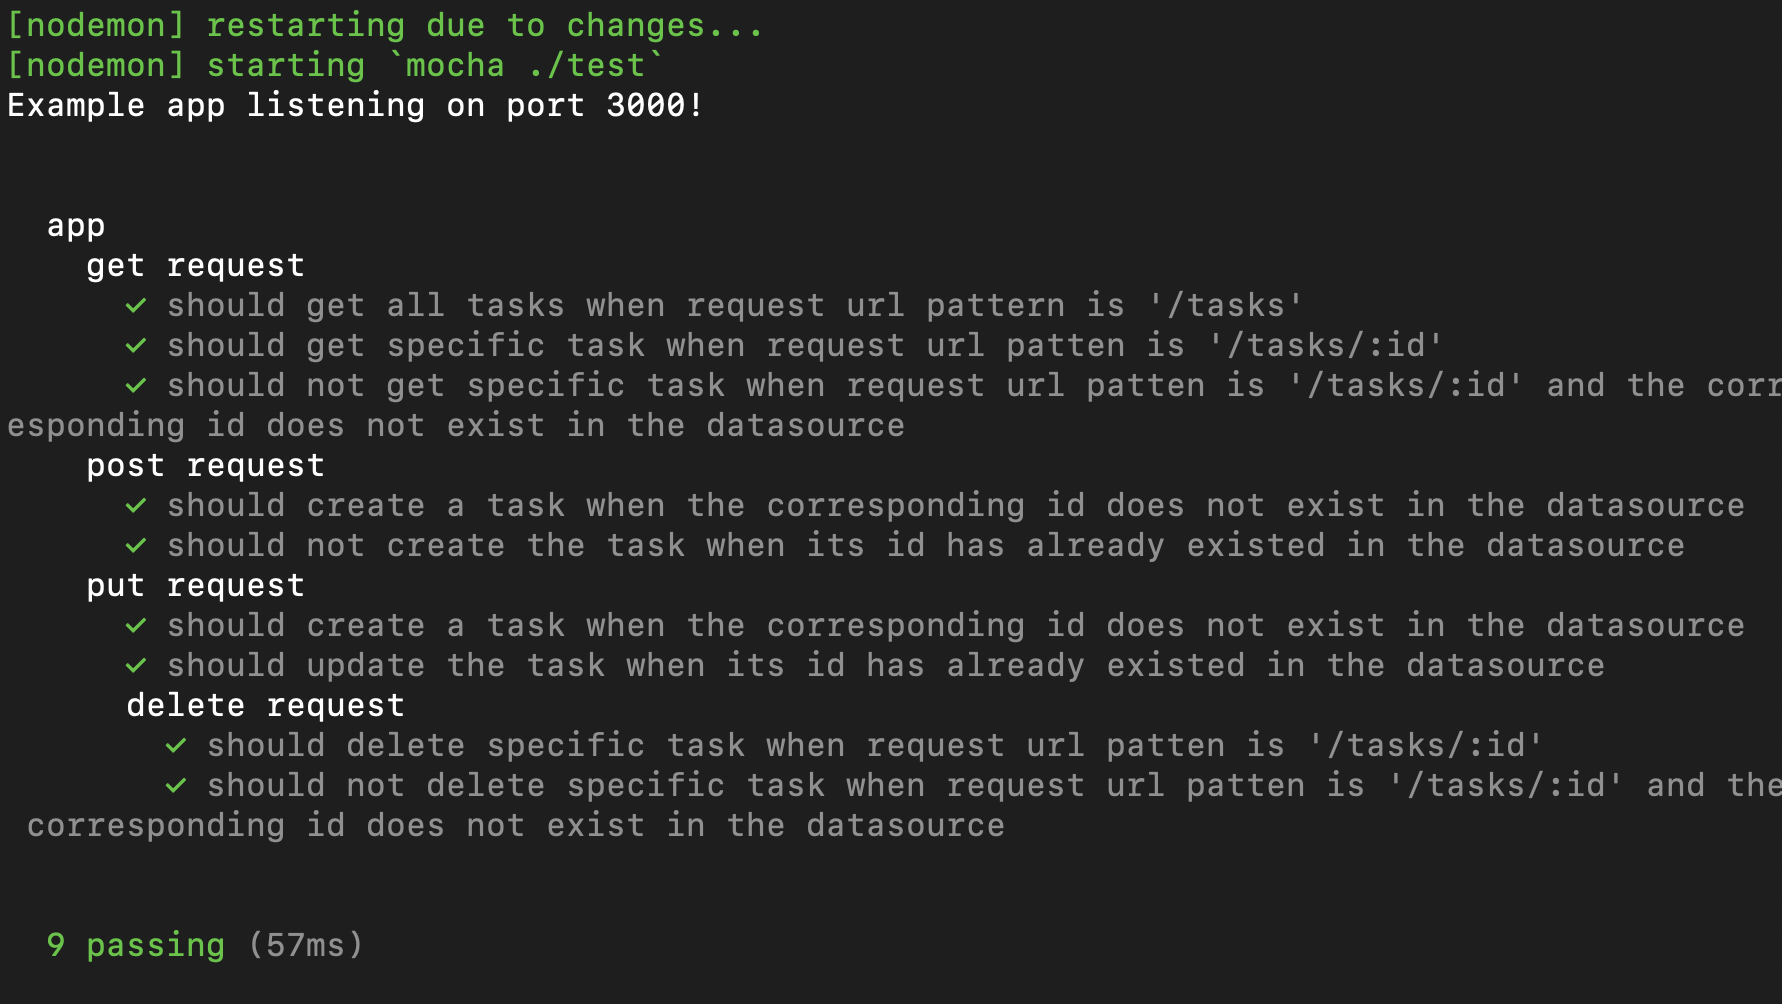 [nodemon] restarting due to changes...
[nodemon] starting `mocha ./test`
Example app listening on port 3000!
app
get request
✓ should get all tasks when request url pattern is '/tasks'
✓ should get specific task when request url patten is '/tasks/:id'
✓ should not get specific task when request url patten is '/tasks/:id' and the corr
esponding id does not exist in the datasource
post request
✓ should create a task when the corresponding id does not exist in the datasource
✓ should not create the task when its id has already existed in the datasource
put request
✓ should create a task when the corresponding id does not exist in the datasource
✓ should update the task when its id has already existed in the datasource
delete request
✓ should delete specific task when request url patten is '/tasks/:id'
✓ should not delete specific task when request url patten is '/tasks/:id' and the
corresponding id does not exist in the datasource
9 passing (57ms)